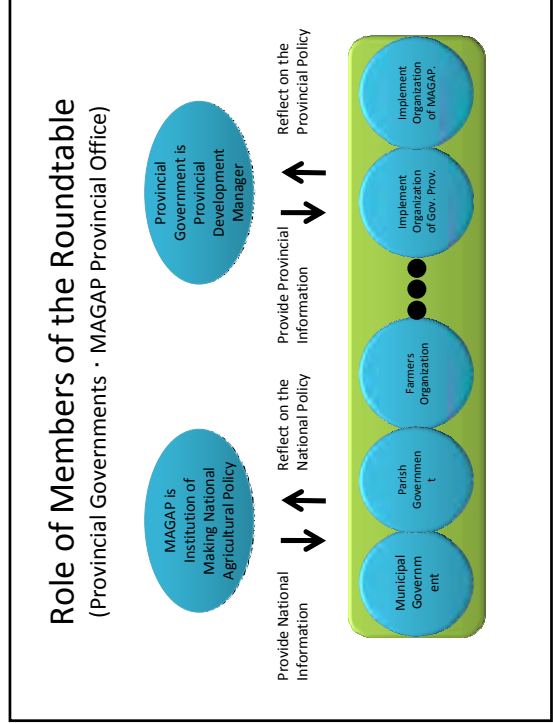 Role of Members of the Roundtable
(Provincial Governments・MAGAP Provincial Office)
MAGAP is
Institution of
Making National
Agricultural Policy
Provincial
Government is
Provincial
Development
Manager
Provide National
Information
Reflect on the
National Policy
Provide Provincial
Information
Reflect on the
Provincial Policy
Municipal
Governm
ent
Parish
Governmen
t
Farmers
Organization
Implement
Organization
of Gov. Prov.
Implement
Organization
of MAGAP.